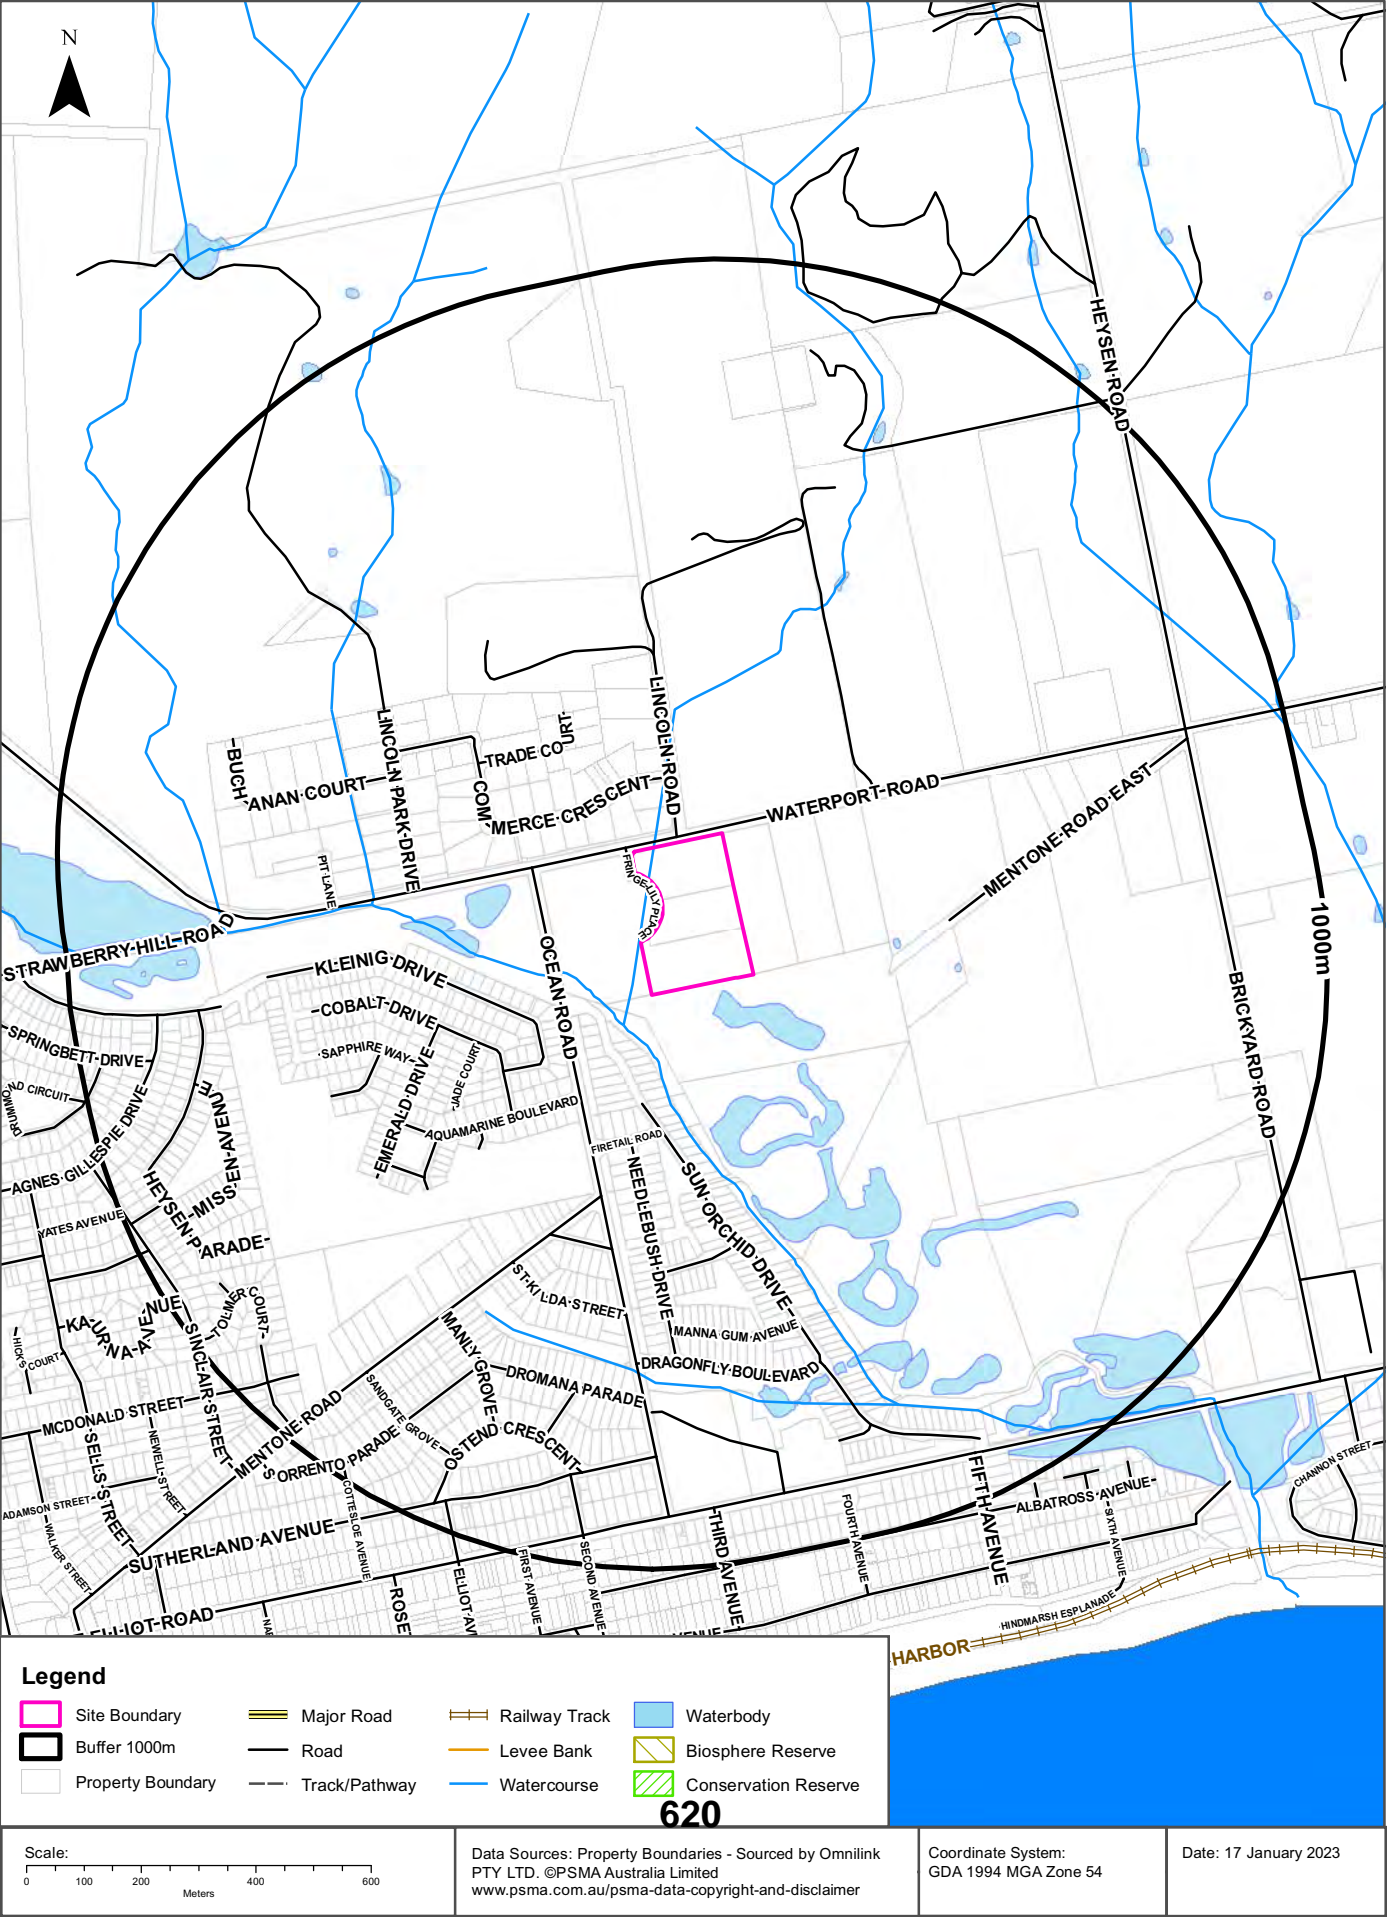 N
HEYSEN ROAD
LINCOLN ROAD
LINCOLN PARK DRIVE
BUCHANAN COURT
TRADE COURT
COMMERCE CRESCENT
WATERPORT ROAD
MENTONE ROAD EAST
PIT LANE
FRINGE LILY PLACE
1000m
STRAWBERRY HILL ROAD
KLEINIG DRIVE
OCEAN ROAD
BRICKYARD ROAD
COBALT DRIVE
SPRINGBETT DRIVE
SAPPHIRE WAY
EMERALD DRIVE
JADE COURT
DRUMMOND CIRCUIT
AQUAMARINE BOULEVARD
AGNES GILLESPIE DRIVE
MISSEN AVENUE
FIRETAIL ROAD
NEEDLEBUSH DRIVE
SUN ORCHID DRIVE
HEYSEN PARADE
YATES AVENUE
ST KILDA STREET
KA-URNA-AVENUE
TOLMER COURT
HICKS COURT
SINCLAIR STREET
MANLY GROVE
MANNA GUM AVENUE
DRAGONFLY BOULEVARD
DROMANA PARADE
SANDGATE GROVE
MENTONE ROAD
MCDONALD STREET
SELLS STREET
NEWELL STREET
OSTEND CRESCENT
SORRENTO PARADE
COTTESLOE AVENUE
ADAMSON STREET
WALKER STREET
SUTHERLAND AVENUE
FIFTH AVENUE
ALBATROSS AVENUE
CHANNON STREET
THIRD AVENUE
FOURTH AVENUE
SIXTH AVENUE
FIRST AVENUE
SECOND AVENUE
ELLIOT AV
ROSE
NAR
ELLIOT ROAD
VENUE
HINDMARSH ESPLANADE
HARBOR
Legend
Site Boundary
Buffer 1000m
Property Boundary
Major Road
Road
Track/Pathway
Railway Track
Levee Bank
Watercourse
Waterbody
Biosphere Reserve
Conservation Reserve
620
Scale:
0 100 200 400 600
Meters
Data Sources: Property Boundaries - Sourced by Omnilink
PTY LTD. ©PSMA Australia Limited
www.psma.com.au/psma-data-copyright-and-disclaimer
Coordinate System:
GDA 1994 MGA Zone 54
Date: 17 January 2023